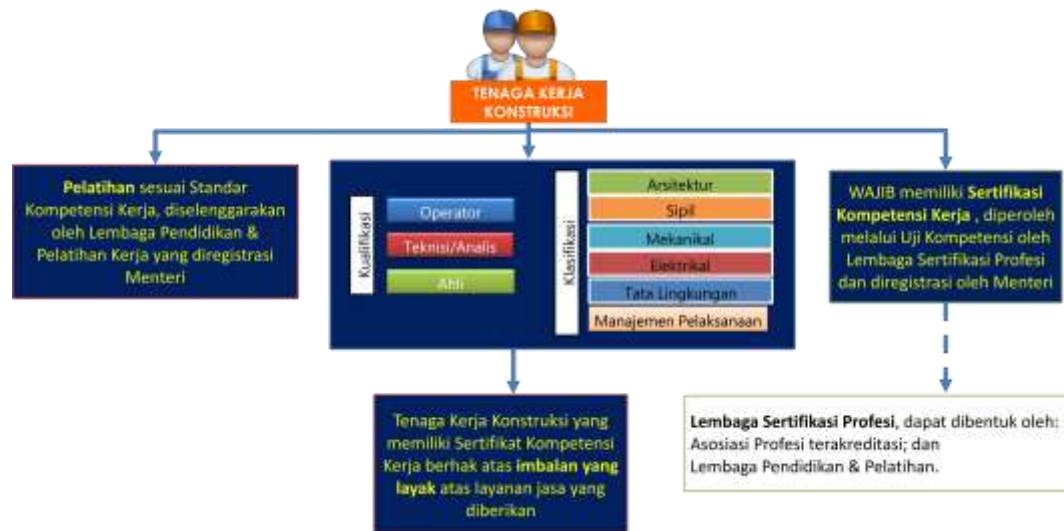 TENAGA KERJA
KONSTRUKSI
Pelatihan sesuai Standar
Kompetensi Kerja, diselenggarakan
oleh Lembaga Pendidikan &
Pelatihan Kerja yang diregistrasi
Menteri
Kualifikasi
Operator
Teknisi/Analis
Ahli
Klasifikasi
Arsitektur
Sipil
Mekanikal
Elektrikal
Tata Lingkungan
Manajemen Pelaksanaan
WAJIB memiliki Sertifikasi
Kompetensi Kerja , diperoleh
melalui Uji Kompetensi oleh
Lembaga Sertifikasi Profesi
dan diregistrasi oleh Menteri
Tenaga Kerja Konstruksi yang
memiliki Sertifikat Kompetensi
Kerja berhak atas imbalan yang
layak atas layanan jasa yang
diberikan
Lembaga Sertifikasi Profesi, dapat dibentuk oleh:
Asosiasi Profesi terakreditasi; dan
Lembaga Pendidikan & Pelatihan.